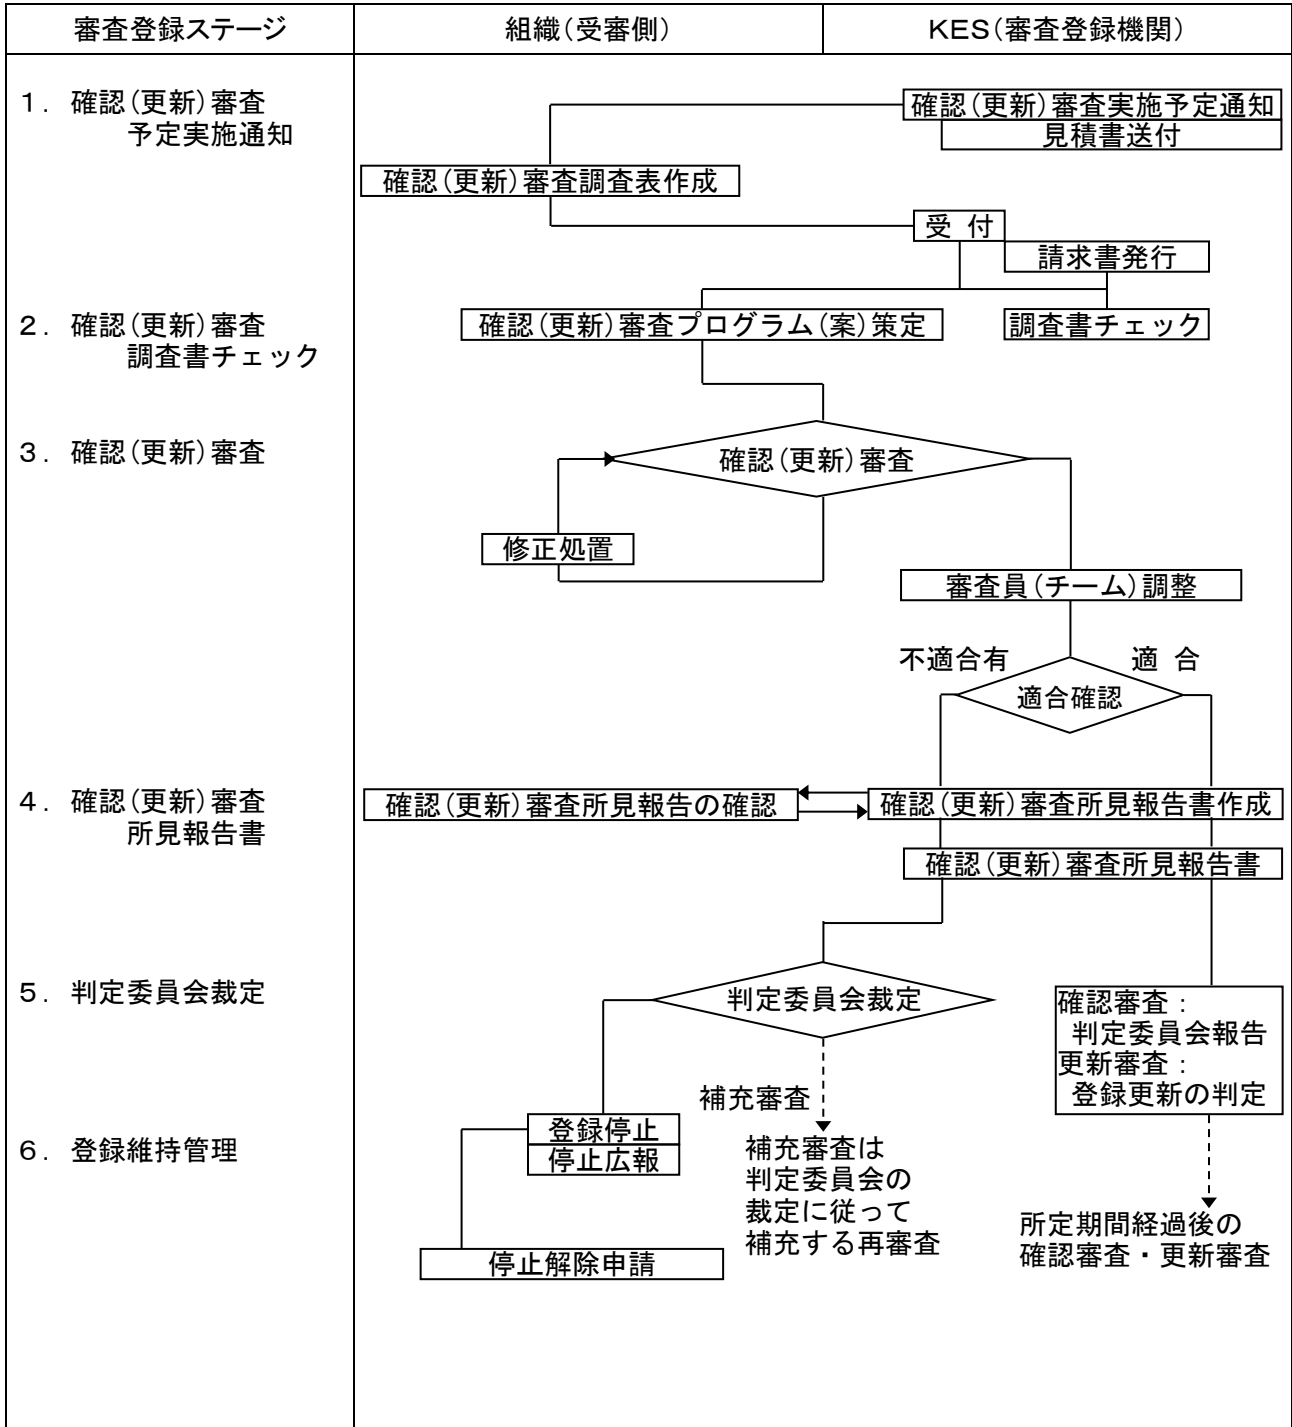 審査登録ステージ
組織(受審側)
KES(審査登録機関)
1. 確認(更新)審査
予定実施通知
確認(更新)審査実施予定通知
見積書送付
確認(更新)審査調査表作成
受 付
請求書発行
2. 確認(更新)審査
調査書チェック
確認(更新)審査プログラム(案)策定
調査書チェック
3. 確認(更新)審査
確認(更新)審査
修正処置
審査員(チーム)調整
不適合有
適 合
適合確認
4. 確認(更新)審査
所見報告書
確認(更新)審査所見報告の確認
確認(更新)審査所見報告書作成
確認(更新)審査所見報告書
5. 判定委員会裁定
判定委員会裁定
確認審査:
判定委員会報告
更新審査:
登録更新の判定
補充審査
6. 登録維持管理
登録停止
停止広報
補充審査は
判定委員会の
裁定に従って
補充する再審査
停止解除申請
所定期間経過後の
確認審査・更新審査